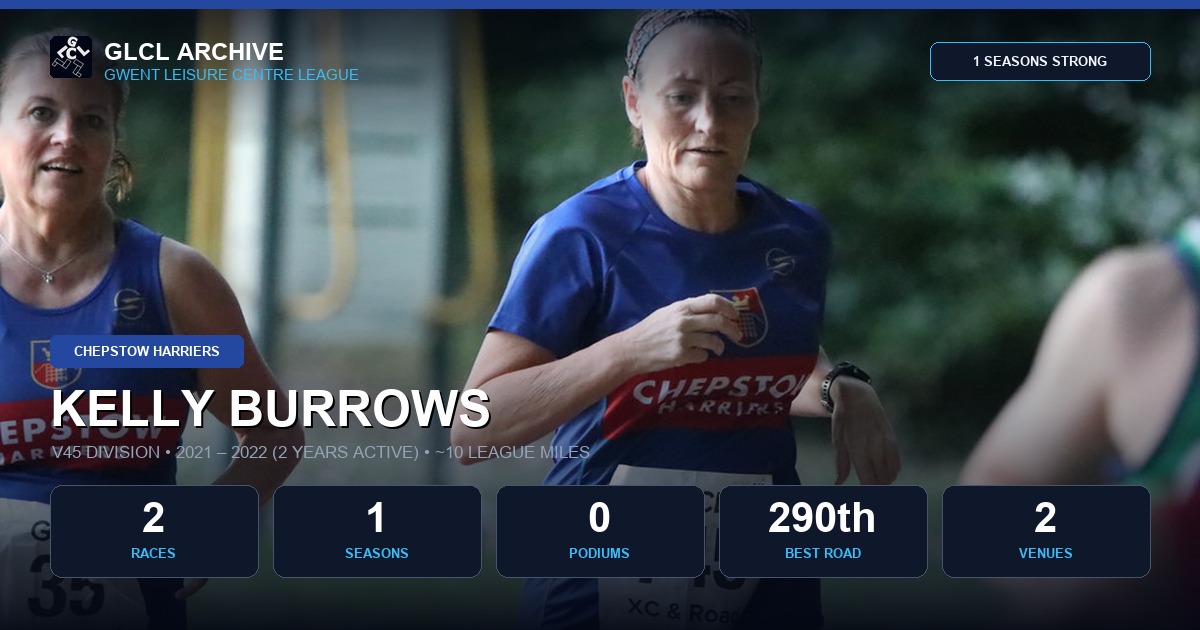 GLCL ARCHIVE
GWENT LEISURE CENTRE LEAGUE
1 SEASONS STRONG
CHEPSTOW HARRIERS
KELLY BURROWS
V45 DIVISION • 2021 – 2022 (2 YEARS ACTIVE) • ~10 LEAGUE MILES
2
RACES
1
SEASONS
0
PODIUMS
290th
BEST ROAD
2
VENUES
CHEPSTOW
HARRIERS
EPSTOW
35
XC & Road